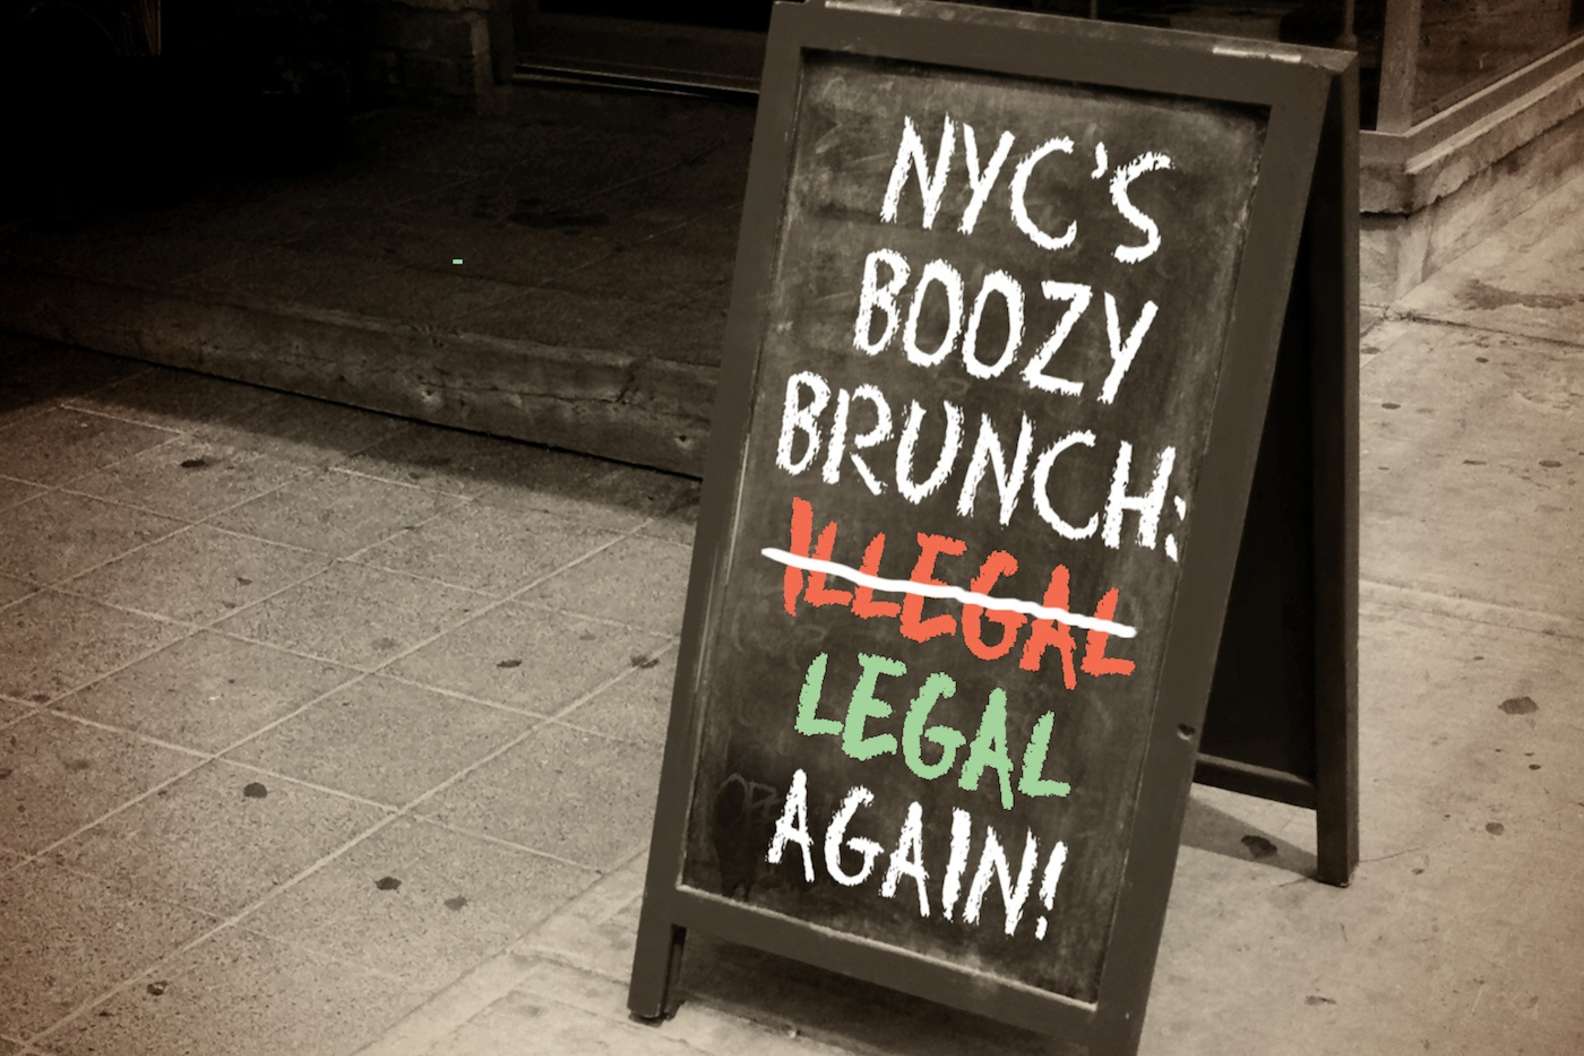 NYC'S
BOOZY
BRUNCH:
ILLEGAL
LEGAL
AGAIN!